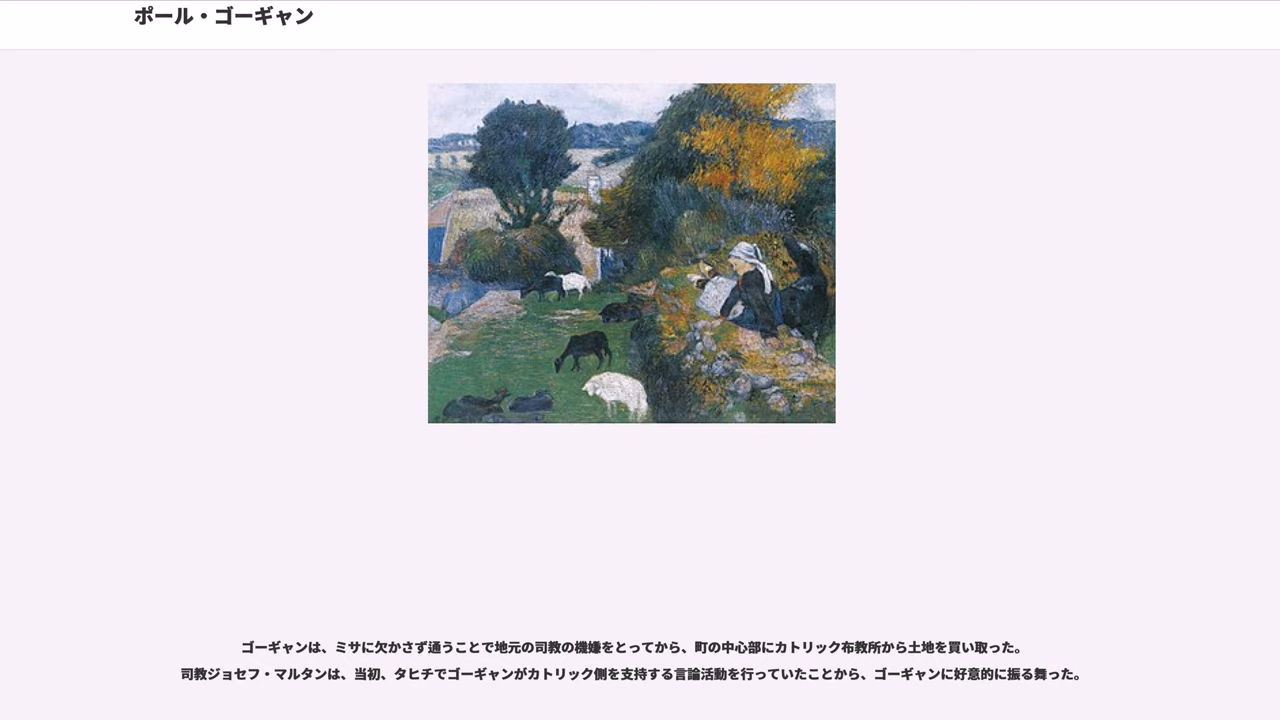 ポール・ゴーギャン
ゴーギャンは、ミサに欠かさず通うことで地元の司教の機嫌をとってから、町の中心部にカトリック布教所から土地を買い取った。
司教ジョセフ・マルタンは、当初、タヒチでゴーギャンがカトリック側を支持する言論活動を行っていたことから、ゴーギャンに好意的に振る舞った。